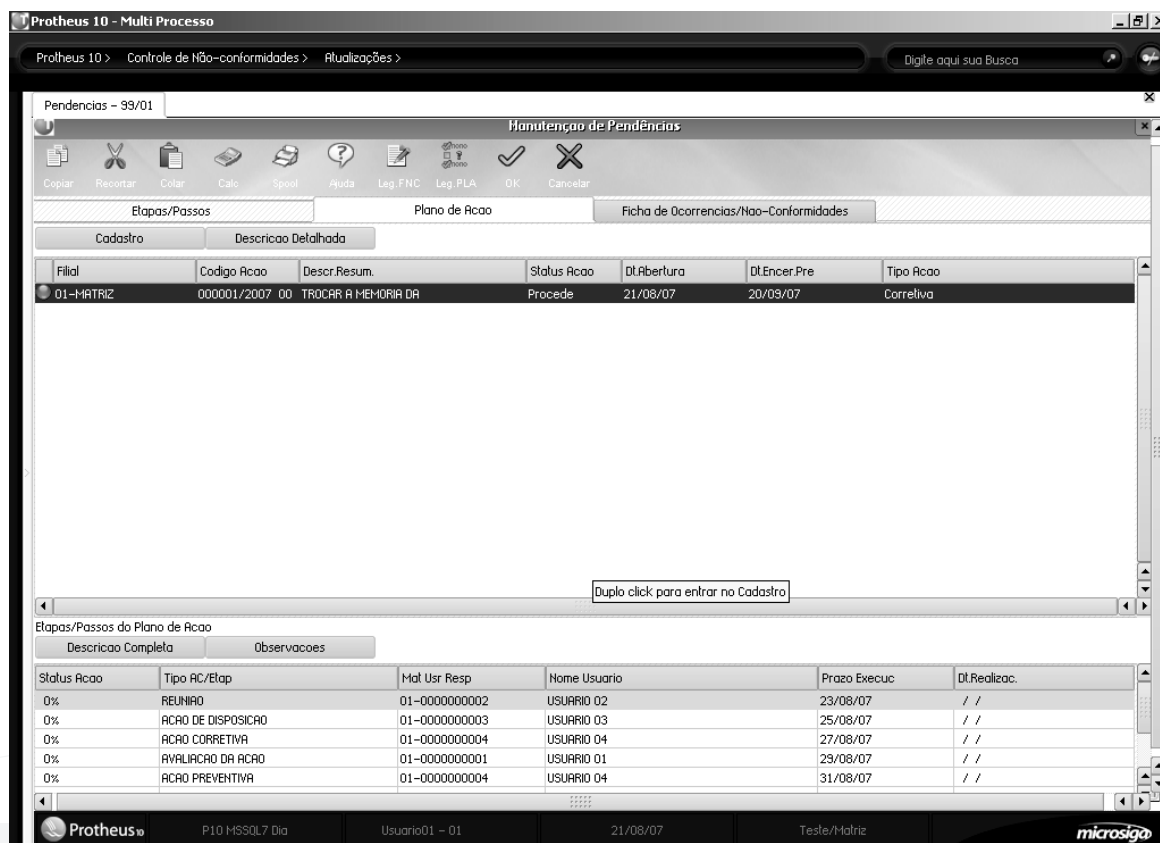 Protheus 10 - Multi Processo
Protheus 10 > Controle de Não-conformidades > Atualizações >
Digite aqui sua Busca
Pendencias - 99/01
Manutençao de Pendências
Copiar Recortar Colar Calc Spool Ajuda Leg.FNC Leg.PLA OK Cancelar
Etapas/Passos Plano de Acao Ficha de Ocorrencias/Nao-Conformidades
Cadastro Descricao Detalhada
Filial Codigo Acao Descr.Resum. Status Acao Dt.Abertura Dt.Encer.Pre Tipo Acao
01-MATRIZ 000001/2007 00 TROCAR A MEMORIA DA Procede 21/08/07 20/09/07 Corretiva
Duplo click para entrar no Cadastro
Etapas/Passos do Plano de Acao
Descricao Completa Observacoes
Status Acao Tipo AC/Etap Mat Usr Resp Nome Usuario Prazo Execuc Dt.Realizac.
0% REUNIAO 01-0000000002 USUARIO 02 23/08/07 / /
0% ACAO DE DISPOSICAO 01-0000000003 USUARIO 03 25/08/07 / /
0% ACAO CORRETIVA 01-0000000004 USUARIO 04 27/08/07 / /
0% AVALIACAO DA ACAO 01-0000000001 USUARIO 01 29/08/07 / /
0% ACAO PREVENTIVA 01-0000000004 USUARIO 04 31/08/07 / /
Protheus 10 P10 MSSQL7 Dia Usuario01 - 01 21/08/07 Teste/Matriz microsiga